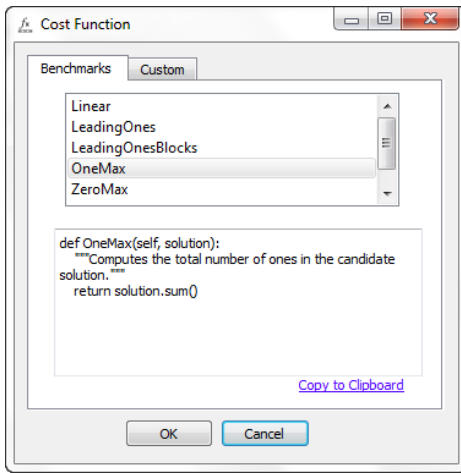 Cost Function
Benchmarks Custom
Linear
LeadingOnes
LeadingOnesBlocks
OneMax
ZeroMax
def OneMax(self, solution):
"""Computes the total number of ones in the candidate
solution."""
return solution.sum()
Copy to Clipboard
OK Cancel